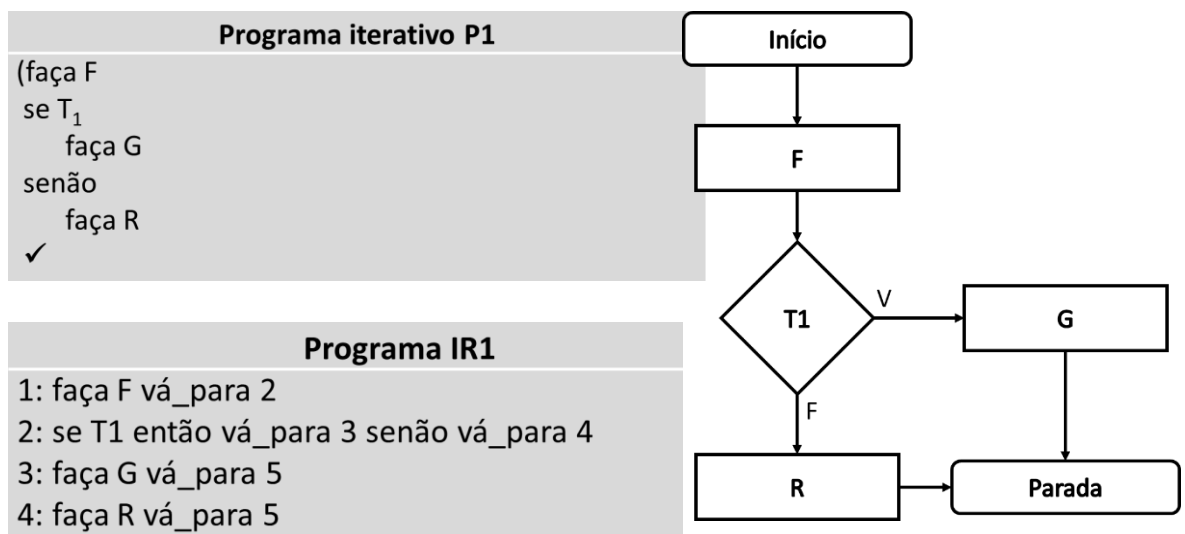 Programa iterativo P1
(faça F
se T₁
faça G
senão
faça R
✓
Programa IR1
1: faça F vá_para 2
2: se T1 então vá_para 3 senão vá_para 4
3: faça G vá_para 5
4: faça R vá_para 5
Início
F
T1
V
G
F
R
Parada